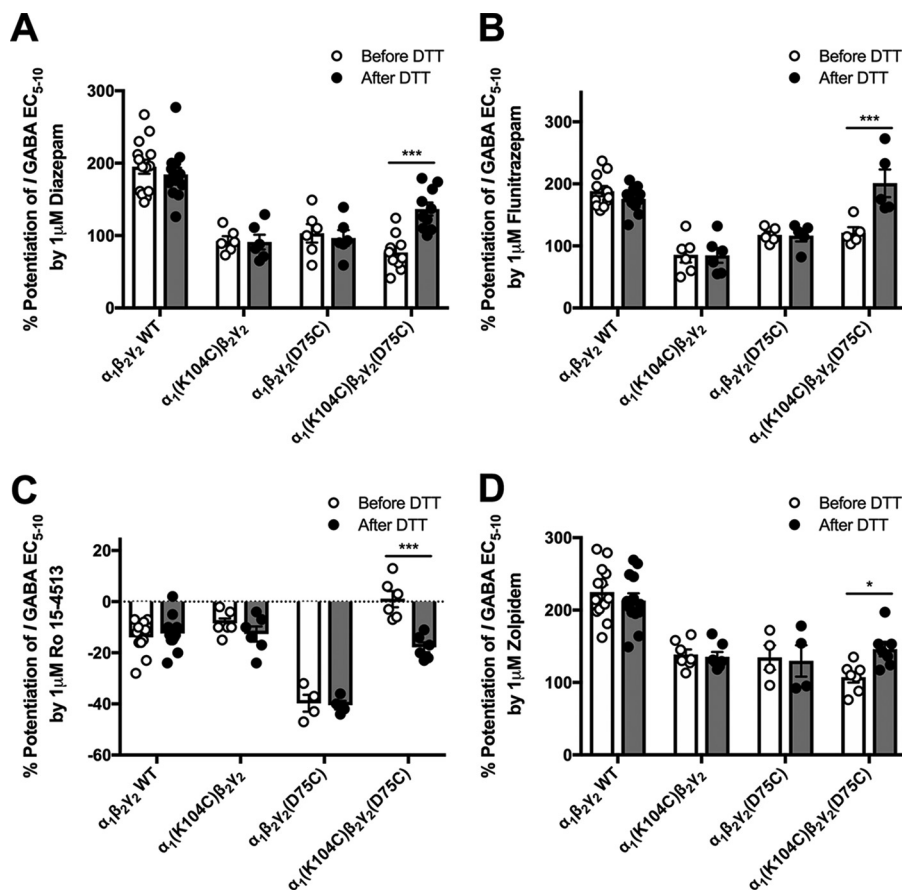 A
Before DTT
After DTT
% Potentiation of I GABA EC5-10
by 1μM Diazepam
300
200
100
0
***
α1β2γ2 WT
α1(K104C)β2γ2
α1β2γ2(D75C)
α1(K104C)β2γ2(D75C)
B
Before DTT
After DTT
% Potentiation of I GABA EC5-10
by 1μM Flunitrazepam
300
200
100
0
***
α1β2γ2 WT
α1(K104C)β2γ2
α1β2γ2(D75C)
α1(K104C)β2γ2(D75C)
C
Before DTT
After DTT
% Potentiation of I GABA EC5-10
by 1μM Ro 15-4513
20
0
-20
-40
-60
***
α1β2γ2 WT
α1(K104C)β2γ2
α1β2γ2(D75C)
α1(K104C)β2γ2(D75C)
D
Before DTT
After DTT
% Potentiation of I GABA EC5-10
by 1μM Zolpidem
300
200
100
0
*
α1β2γ2 WT
α1(K104C)β2γ2
α1β2γ2(D75C)
α1(K104C)β2γ2(D75C)